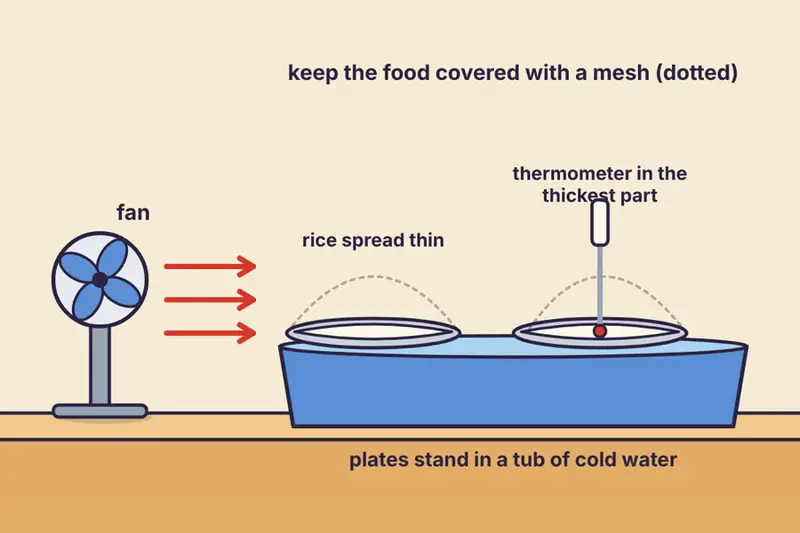 keep the food covered with a mesh (dotted)
thermometer in the
thickest part
fan
rice spread thin
plates stand in a tub of cold water